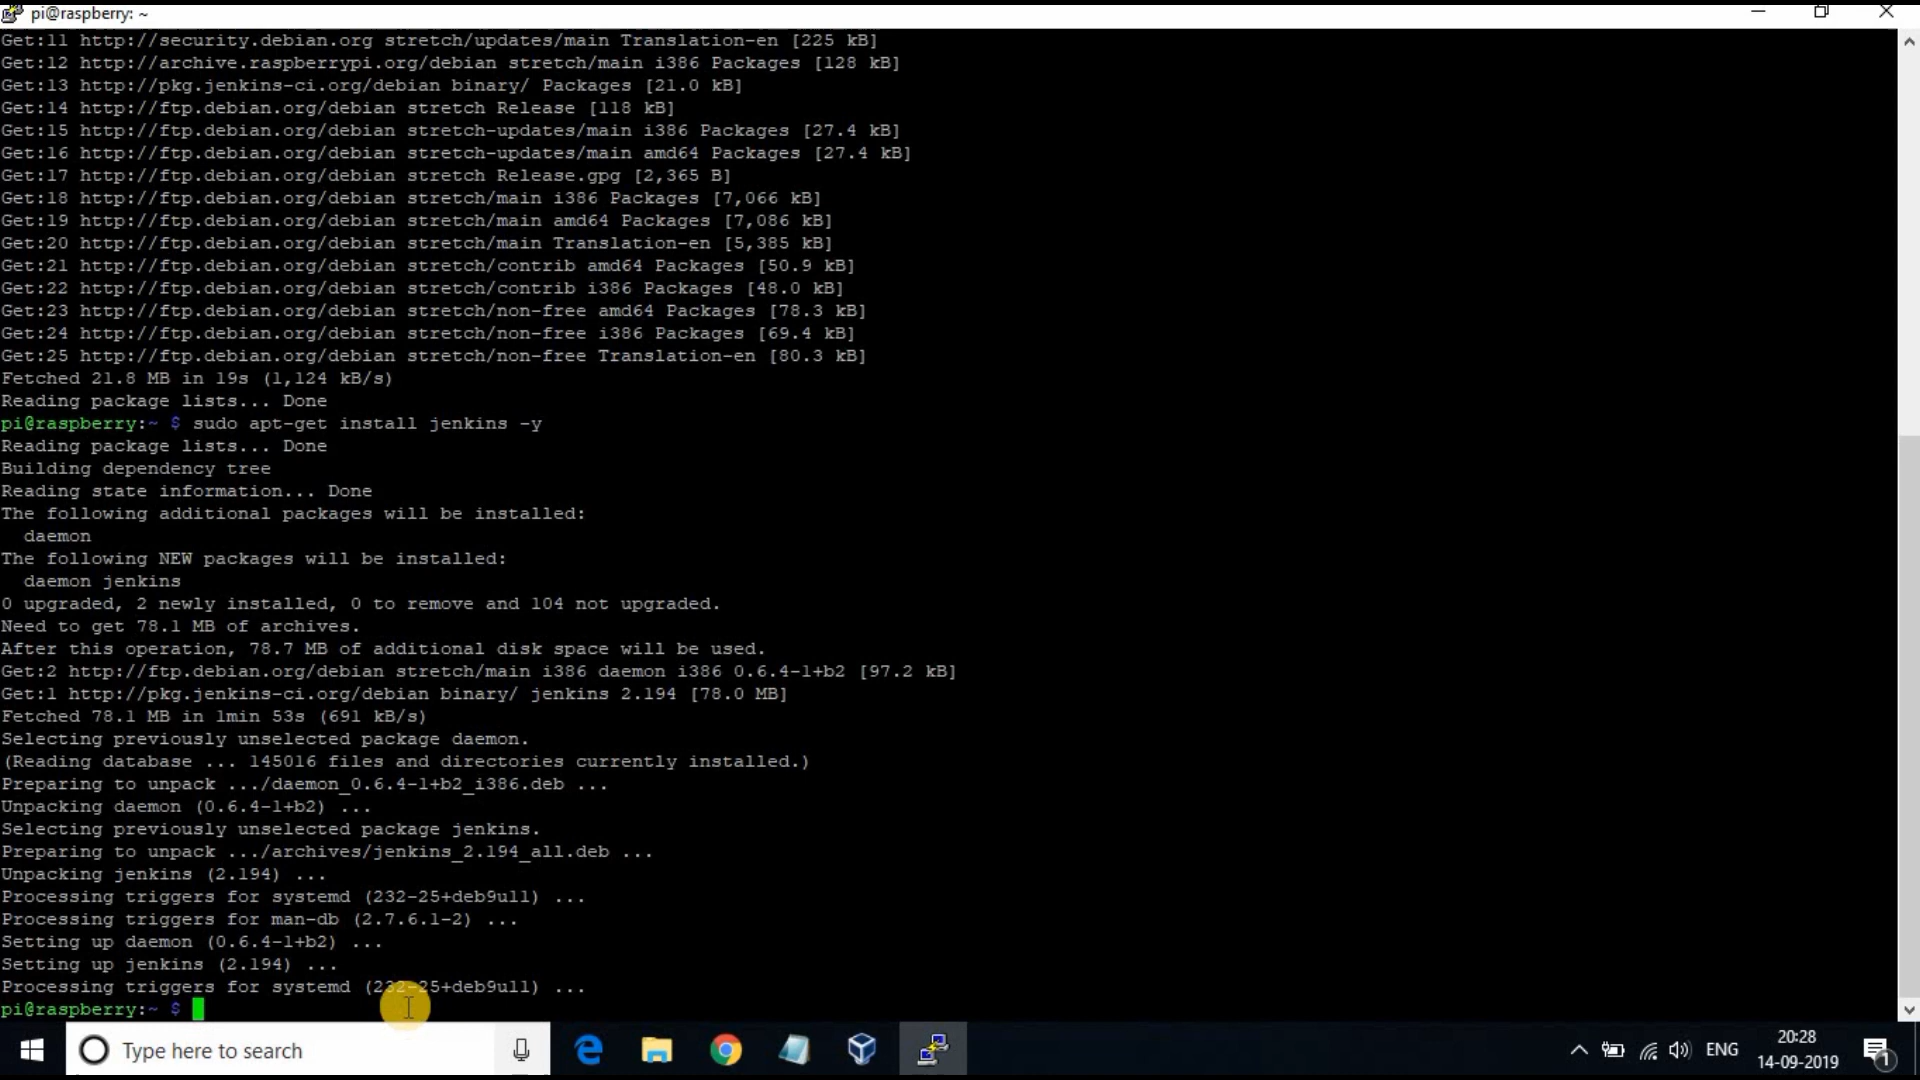 pi@raspberry: ~
Get:11 http://security.debian.org stretch/updates/main Translation-en [225 kB]
Get:12 http://archive.raspberrypi.org/debian stretch/main i386 Packages [128 kB]
Get:13 http://pkg.jenkins-ci.org/debian binary/ Packages [21.0 kB]
Get:14 http://ftp.debian.org/debian stretch Release [118 kB]
Get:15 http://ftp.debian.org/debian stretch-updates/main i386 Packages [27.4 kB]
Get:16 http://ftp.debian.org/debian stretch-updates/main amd64 Packages [27.4 kB]
Get:17 http://ftp.debian.org/debian stretch Release.gpg [2,365 B]
Get:18 http://ftp.debian.org/debian stretch/main i386 Packages [7,066 kB]
Get:19 http://ftp.debian.org/debian stretch/main amd64 Packages [7,086 kB]
Get:20 http://ftp.debian.org/debian stretch/main Translation-en [5,385 kB]
Get:21 http://ftp.debian.org/debian stretch/contrib amd64 Packages [50.9 kB]
Get:22 http://ftp.debian.org/debian stretch/contrib i386 Packages [48.0 kB]
Get:23 http://ftp.debian.org/debian stretch/non-free amd64 Packages [78.3 kB]
Get:24 http://ftp.debian.org/debian stretch/non-free i386 Packages [69.4 kB]
Get:25 http://ftp.debian.org/debian stretch/non-free Translation-en [80.3 kB]
Fetched 21.8 MB in 19s (1,124 kB/s)
Reading package lists... Done
pi@raspberry:~ $ sudo apt-get install jenkins -y
Reading package lists... Done
Building dependency tree
Reading state information... Done
The following additional packages will be installed:
  daemon
The following NEW packages will be installed:
  daemon jenkins
0 upgraded, 2 newly installed, 0 to remove and 104 not upgraded.
Need to get 78.1 MB of archives.
After this operation, 78.7 MB of additional disk space will be used.
Get:2 http://ftp.debian.org/debian stretch/main i386 daemon i386 0.6.4-1+b2 [97.2 kB]
Get:1 http://pkg.jenkins-ci.org/debian binary/ jenkins 2.194 [78.0 MB]
Fetched 78.1 MB in 1min 53s (691 kB/s)
Selecting previously unselected package daemon.
(Reading database ... 145016 files and directories currently installed.)
Preparing to unpack .../daemon_0.6.4-1+b2_i386.deb ...
Unpacking daemon (0.6.4-1+b2) ...
Selecting previously unselected package jenkins.
Preparing to unpack .../archives/jenkins_2.194_all.deb ...
Unpacking jenkins (2.194) ...
Processing triggers for systemd (232-25+deb9u11) ...
Processing triggers for man-db (2.7.6.1-2) ...
Setting up daemon (0.6.4-1+b2) ...
Setting up jenkins (2.194) ...
Processing triggers for systemd (232-25+deb9u11) ...
pi@raspberry:~ $
Type here to search
ENG
20:28
14-09-2019
1